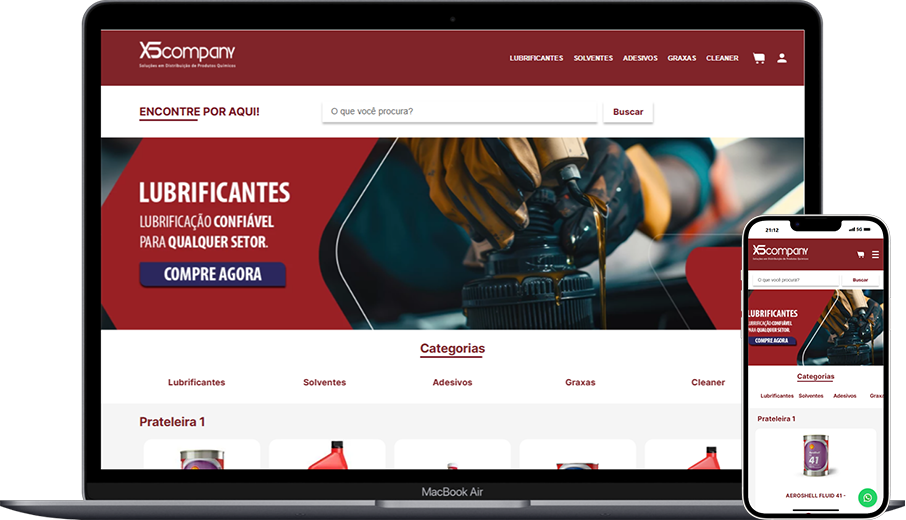 X5company
Soluções em Distribuição de Produtos Químicos
LUBRIFICANTES SOLVENTES ADESIVOS GRAXAS CLEANER
ENCONTRE POR AQUI!
O que você procura?
Buscar
LUBRIFICANTES
LUBRIFICAÇÃO CONFIÁVEL
PARA QUALQUER SETOR.
COMPRE AGORA
Categorias
Lubrificantes Solventes Adesivos Graxas Cleaner
Prateleira 1
MacBook Air
21:12
5G
X5company
Soluções em Distribuição de Produtos Químicos
O que você procura?
Buscar
LUBRIFICANTES
LUBRIFICAÇÃO CONFIÁVEL
PARA QUALQUER SETOR.
COMPRE AGORA
Categorias
Lubrificantes Solventes Adesivos Graxa
Prateleira 1
41
AEROSHELL FLUID 41 -